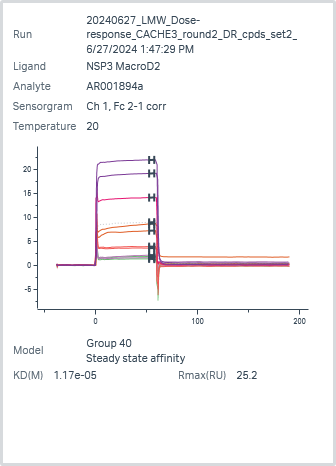 Run 20240627_LMW_Dose-
response_CACHE3_round2_DR_cpds_set2_
6/27/2024 1:47:29 PM
Ligand NSP3 MacroD2
Analyte AR001894a
Sensorgram Ch 1, Fc 2-1 corr
Temperature 20
20
15
10
5
0
-5
0 100 200
Model Group 40
Steady state affinity
KD(M) 1.17e-05 Rmax(RU) 25.2